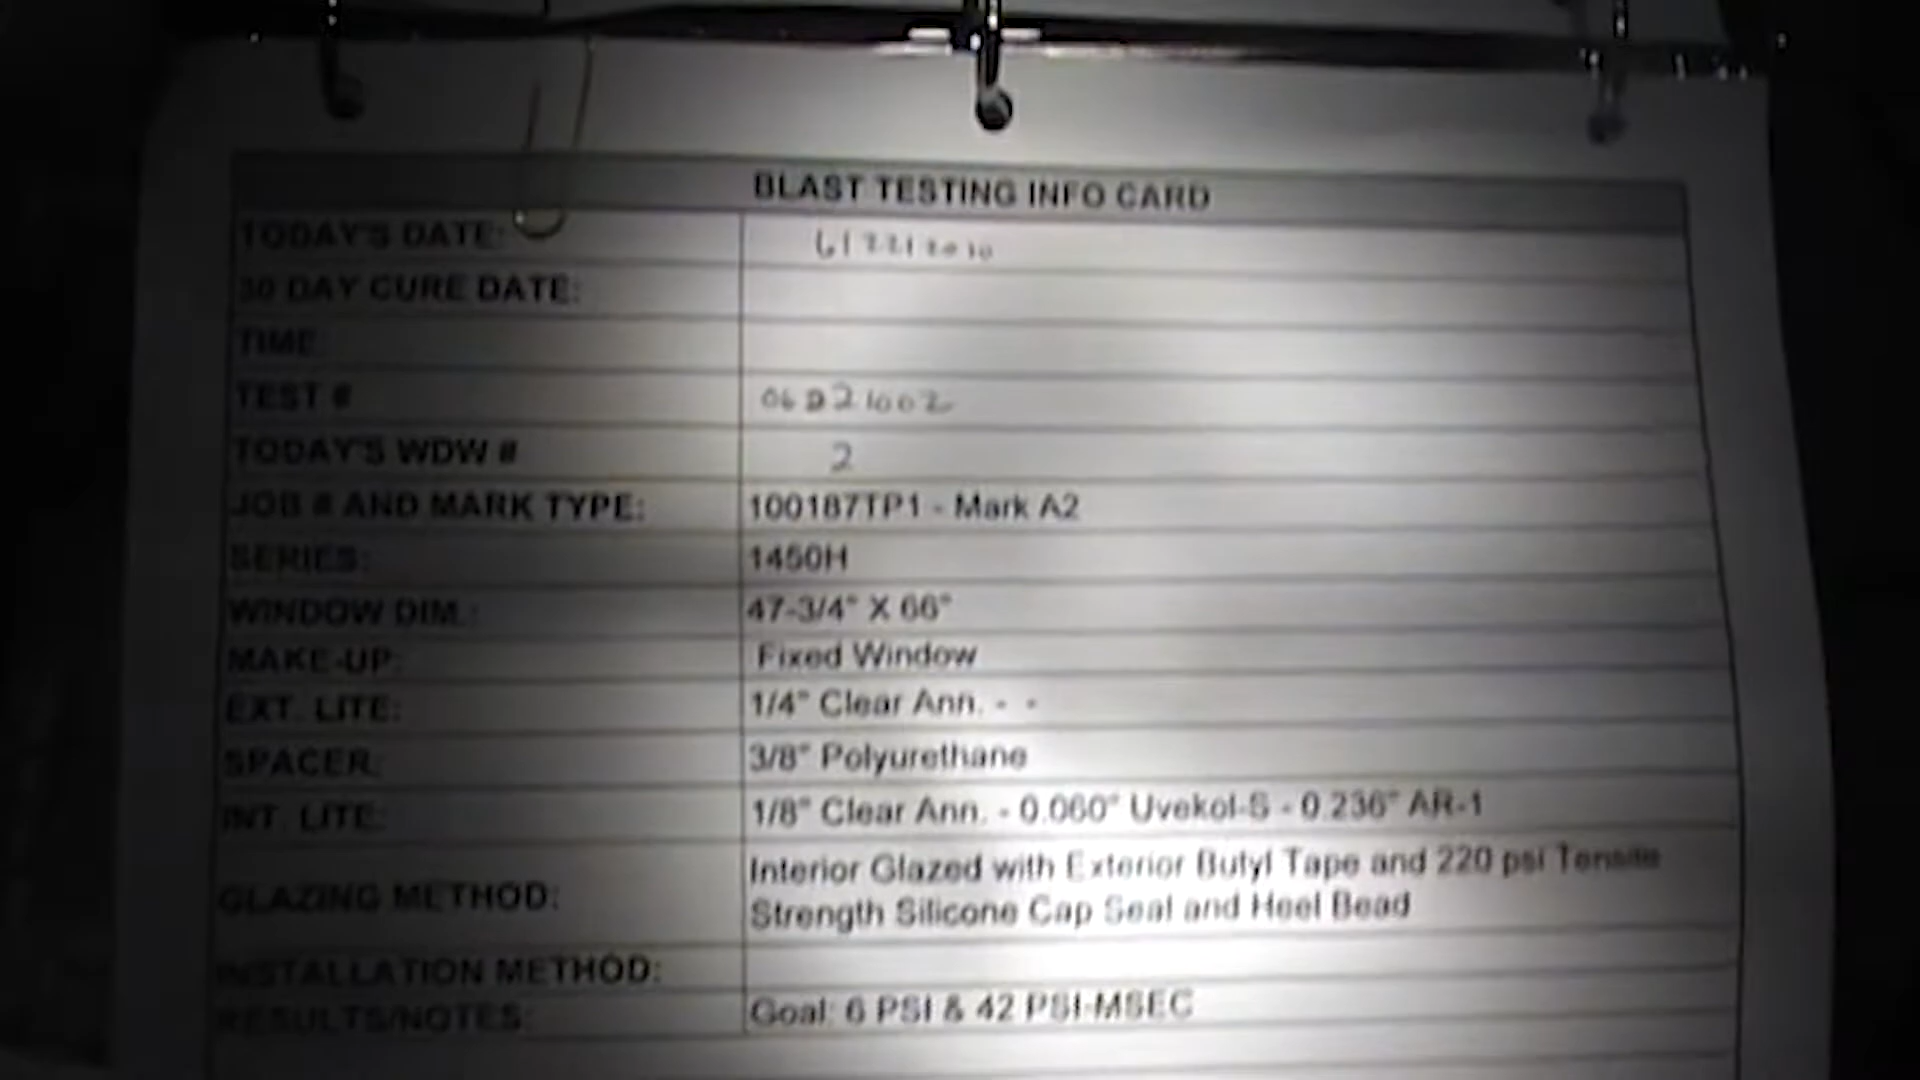 BLAST TESTING INFO CARD
TODAY'S DATE: 6/22/2010
30 DAY CURE DATE:
TIME:
TEST # 06221002
TODAY'S WDW # 2
JOB # AND MARK TYPE: 100187TP1 - Mark A2
SERIES: 1450H
WINDOW DIM.: 47-3/4" X 66"
MAKE-UP: Fixed Window
EXT. LITE: 1/4" Clear Ann. - -
SPACER: 3/8" Polyurethane
INT. LITE: 1/8" Clear Ann. - 0.060" Uvekol-S - 0.236" AR-1
GLAZING METHOD: Interior Glazed with Exterior Butyl Tape and 220 psi Tensile
Strength Silicone Cap Seal and Heel Bead
INSTALLATION METHOD:
RESULTS/NOTES: Goal: 6 PSI & 42 PSI-MSEC